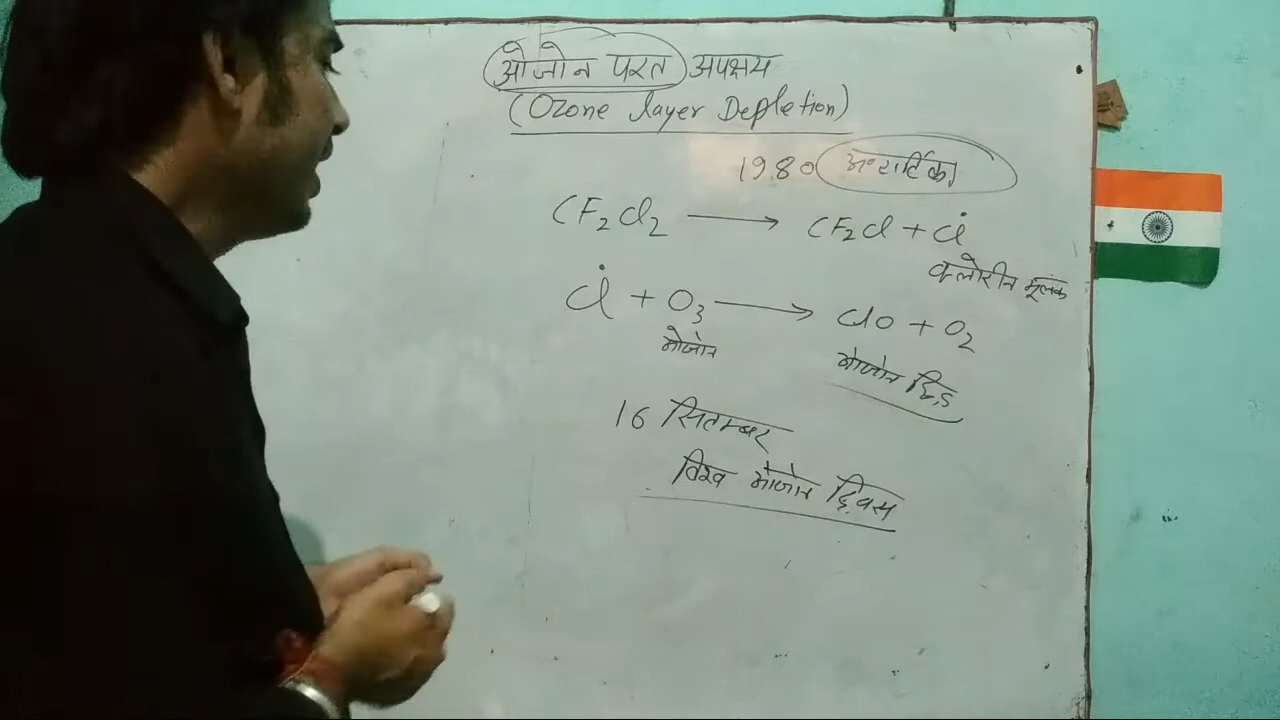 ओजोन परत अपक्षय
(Ozone layer Depletion)
1980 अंटार्टिका
CF₂Cl₂ ⟶ CF₂Cl + Ċl
क्लोरीन मूलक
Ċl + O₃ ⟶ ClO + O₂
ओजोन ओजोन छिद्र
16 सितम्बर
विश्व ओजोन दिवस